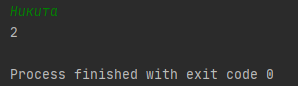 Никита
2
Process finished with exit code 0